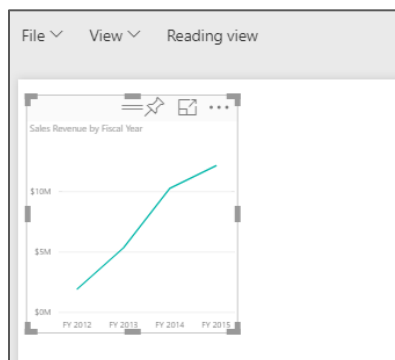 File View Reading view
Sales Revenue by Fiscal Year
$10M
$5M
$0M
FY 2012 FY 2013 FY 2014 FY 2015